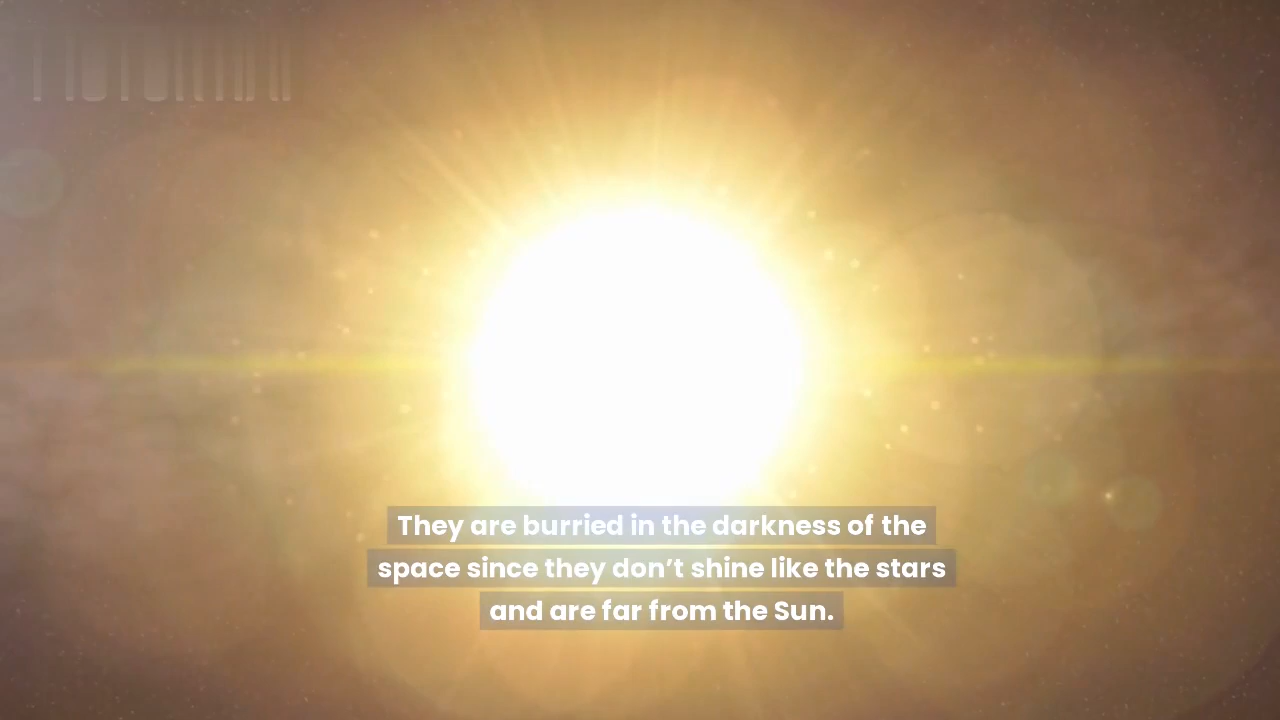 They are burried in the darkness of the
space since they don’t shine like the stars
and are far from the Sun.